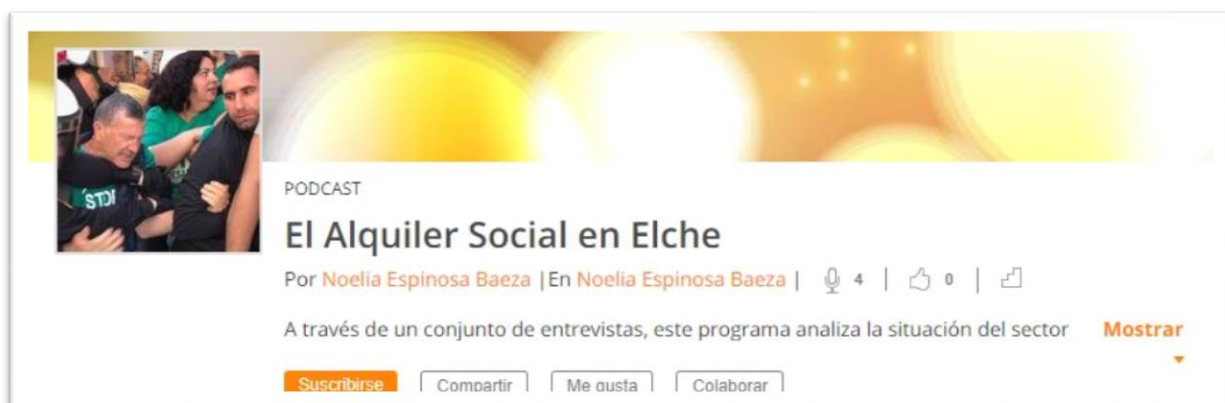 STOP
PODCAST
El Alquiler Social en Elche
Por Noelia Espinosa Baeza | En Noelia Espinosa Baeza | 4 | 0 |
A través de un conjunto de entrevistas, este programa analiza la situación del sector Mostrar
Suscribirse Compartir Me gusta Colaborar